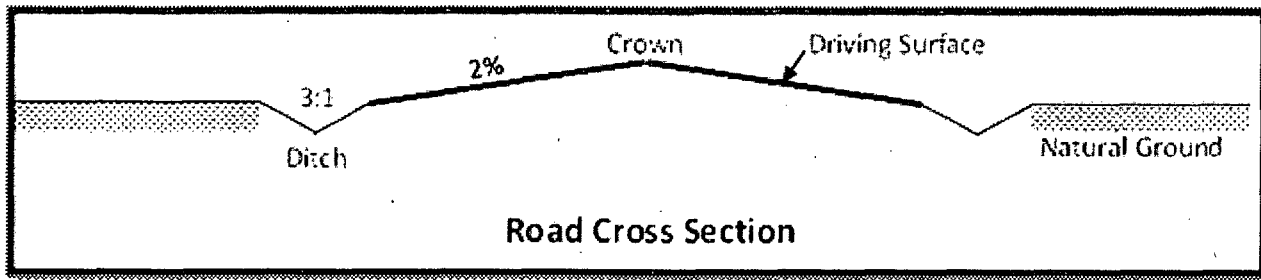 Crown
Driving Surface
2%
3:1
Ditch
Natural Ground
Road Cross Section